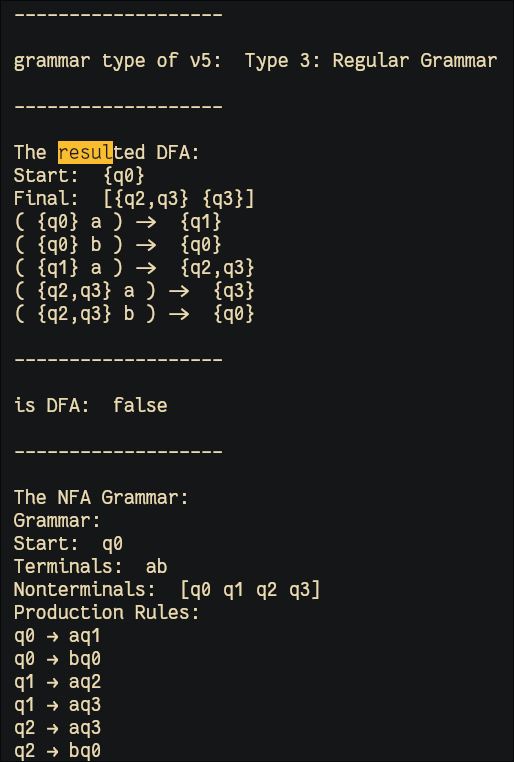 -------------------
grammar type of v5:  Type 3: Regular Grammar
-------------------
The resulted DFA:
Start:  {q0}
Final:  [{q2,q3} {q3}]
( {q0} a ) ->  {q1}
( {q0} b ) ->  {q0}
( {q1} a ) ->  {q2,q3}
( {q2,q3} a ) ->  {q3}
( {q2,q3} b ) ->  {q0}
-------------------
is DFA:  false
-------------------
The NFA Grammar:
Grammar:
Start:  q0
Terminals:  ab
Nonterminals:  [q0 q1 q2 q3]
Production Rules:
q0 → aq1
q0 → bq0
q1 → aq2
q1 → aq3
q2 → aq3
q2 → bq0